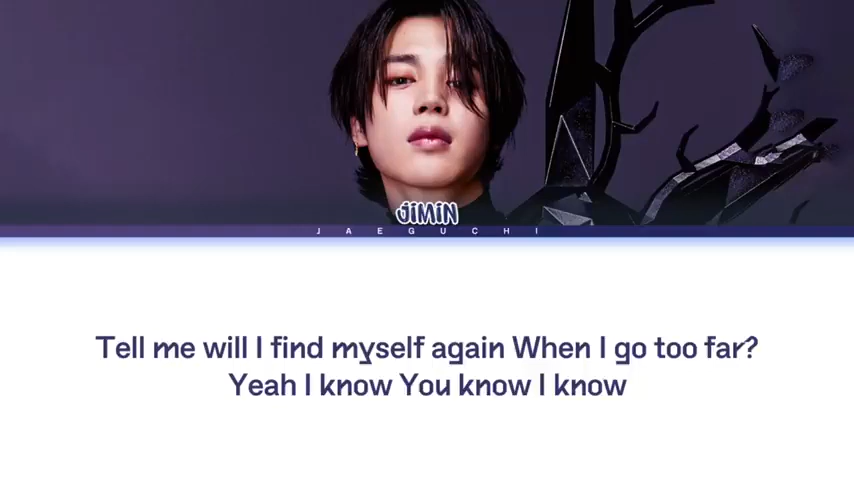 JIMIN
JAEGUCHI
Tell me will I find myself again When I go too far?
Yeah I know You know I know